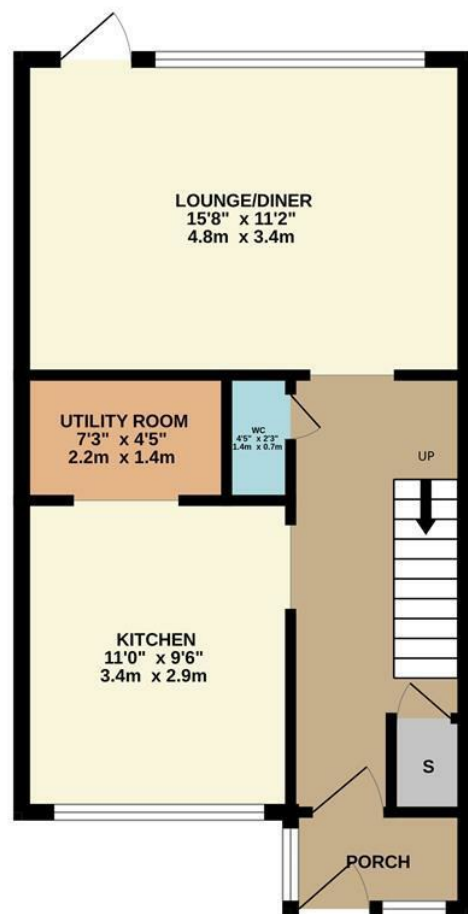 LOUNGE/DINER
15'8" x 11'2"
4.8m x 3.4m
UTILITY ROOM
7'3" x 4'5"
2.2m x 1.4m
WC
4'5" x 2'3"
1.4m x 0.7m
UP
KITCHEN
11'0" x 9'6"
3.4m x 2.9m
S
PORCH